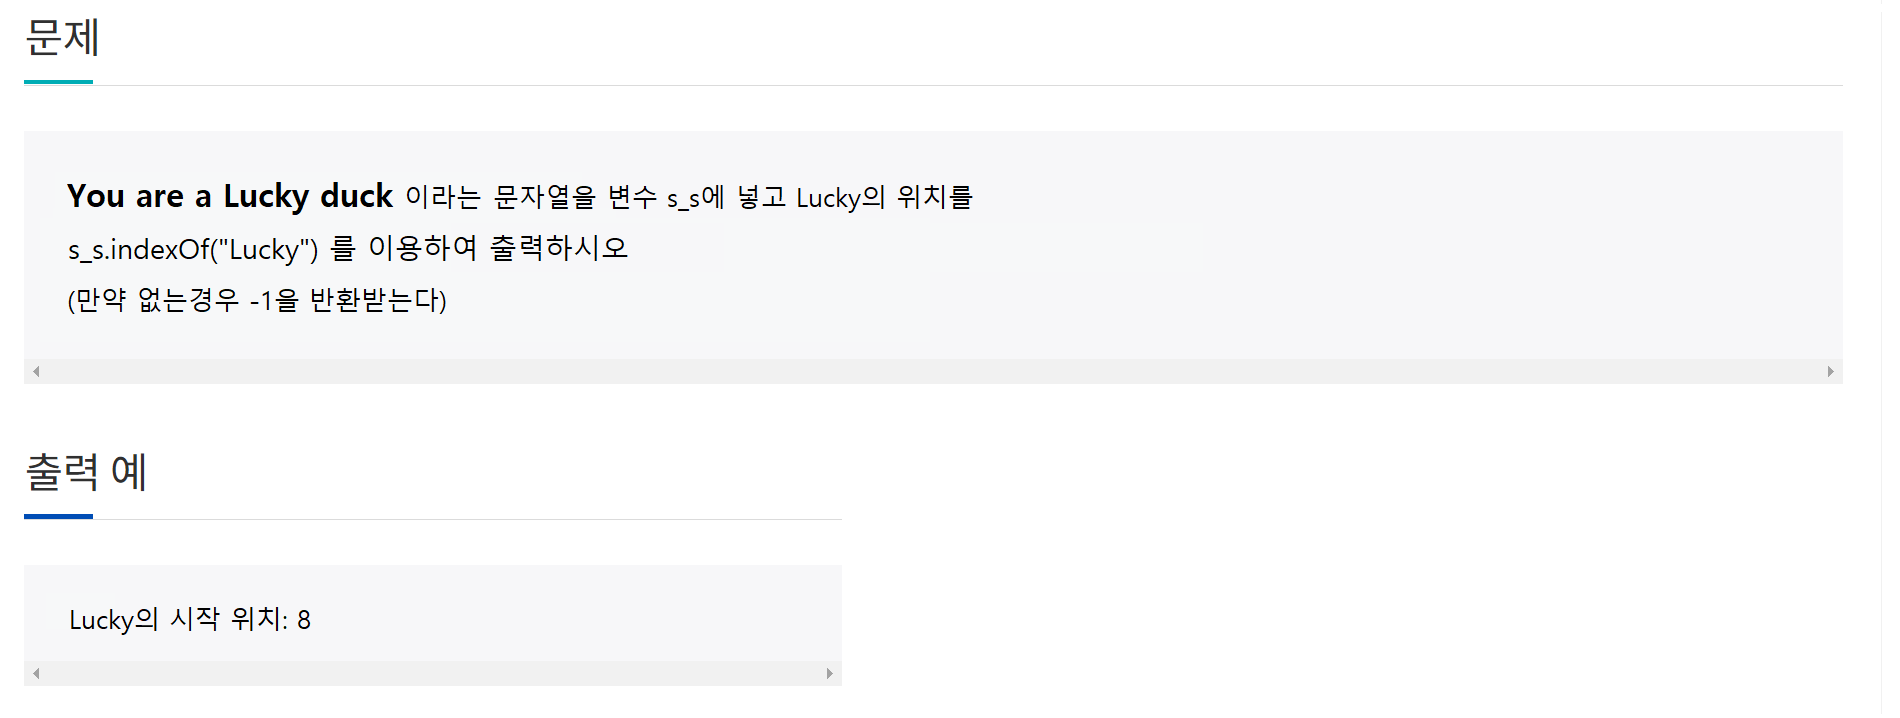 문제
You are a Lucky duck 이라는 문자열을 변수 s_s에 넣고 Lucky의 위치를
s_s.indexOf("Lucky") 를 이용하여 출력하시오
(만약 없는경우 -1을 반환받는다)
출력 예
Lucky의 시작 위치: 8